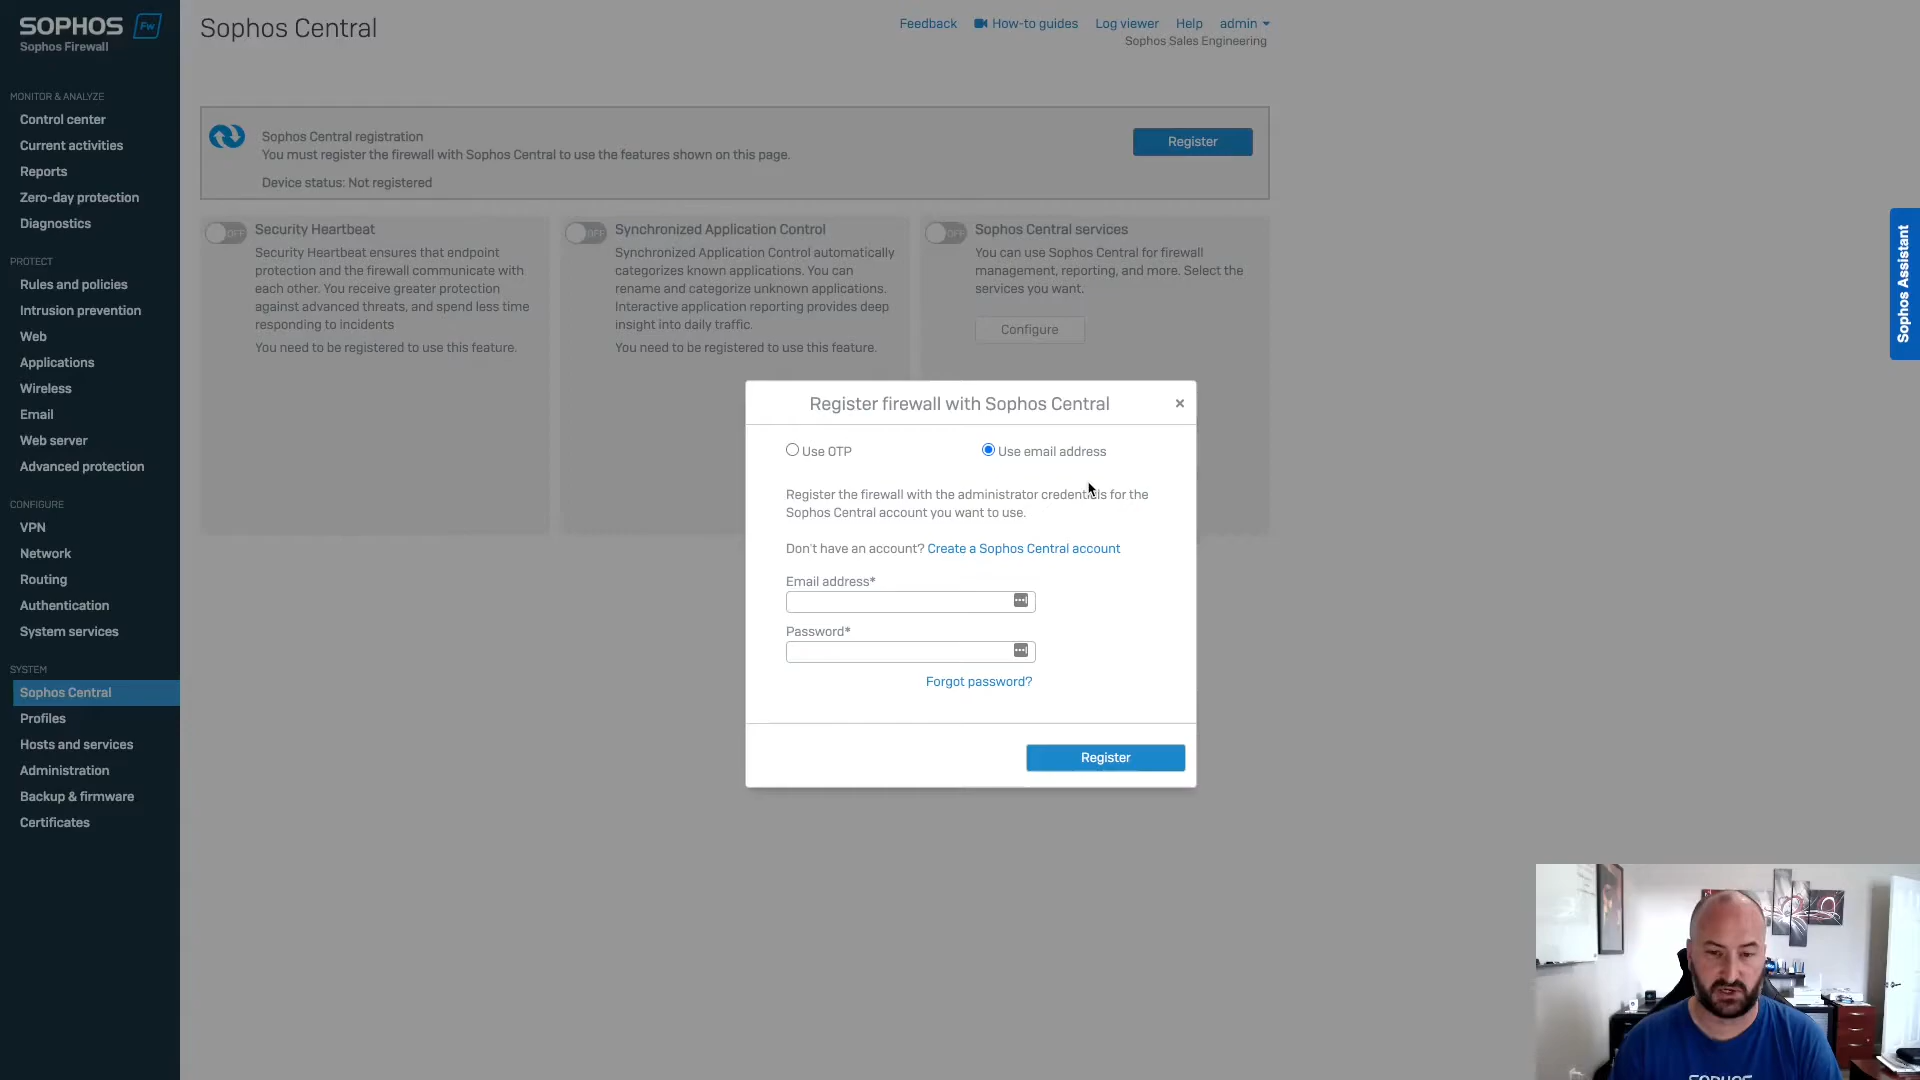 SOPHOS Fw
Sophos Firewall
Sophos Central
Feedback How-to guides Log viewer Help admin
Sophos Sales Engineering
MONITOR & ANALYZE
Control center
Current activities
Reports
Zero-day protection
Diagnostics
PROTECT
Rules and policies
Intrusion prevention
Web
Applications
Wireless
Email
Web server
Advanced protection
CONFIGURE
VPN
Network
Routing
Authentication
System services
SYSTEM
Sophos Central
Profiles
Hosts and services
Administration
Backup & firmware
Certificates
Sophos Central registration
You must register the firewall with Sophos Central to use the features shown on this page.
Device status: Not registered
Register
OFF Security Heartbeat
Security Heartbeat ensures that endpoint
protection and the firewall communicate with
each other. You receive greater protection
against advanced threats, and spend less time
responding to incidents
You need to be registered to use this feature.
OFF Synchronized Application Control
Synchronized Application Control automatically
categorizes known applications. You can
rename and categorize unknown applications.
Interactive application reporting provides deep
insight into daily traffic.
You need to be registered to use this feature.
OFF Sophos Central services
You can use Sophos Central for firewall
management, reporting, and more. Select the
services you want.
Configure
Register firewall with Sophos Central ×
Use OTP Use email address
Register the firewall with the administrator credentials for the
Sophos Central account you want to use.
Don't have an account? Create a Sophos Central account
Email address*
Password*
Forgot password?
Register
Sophos Assistant
SOPHOS